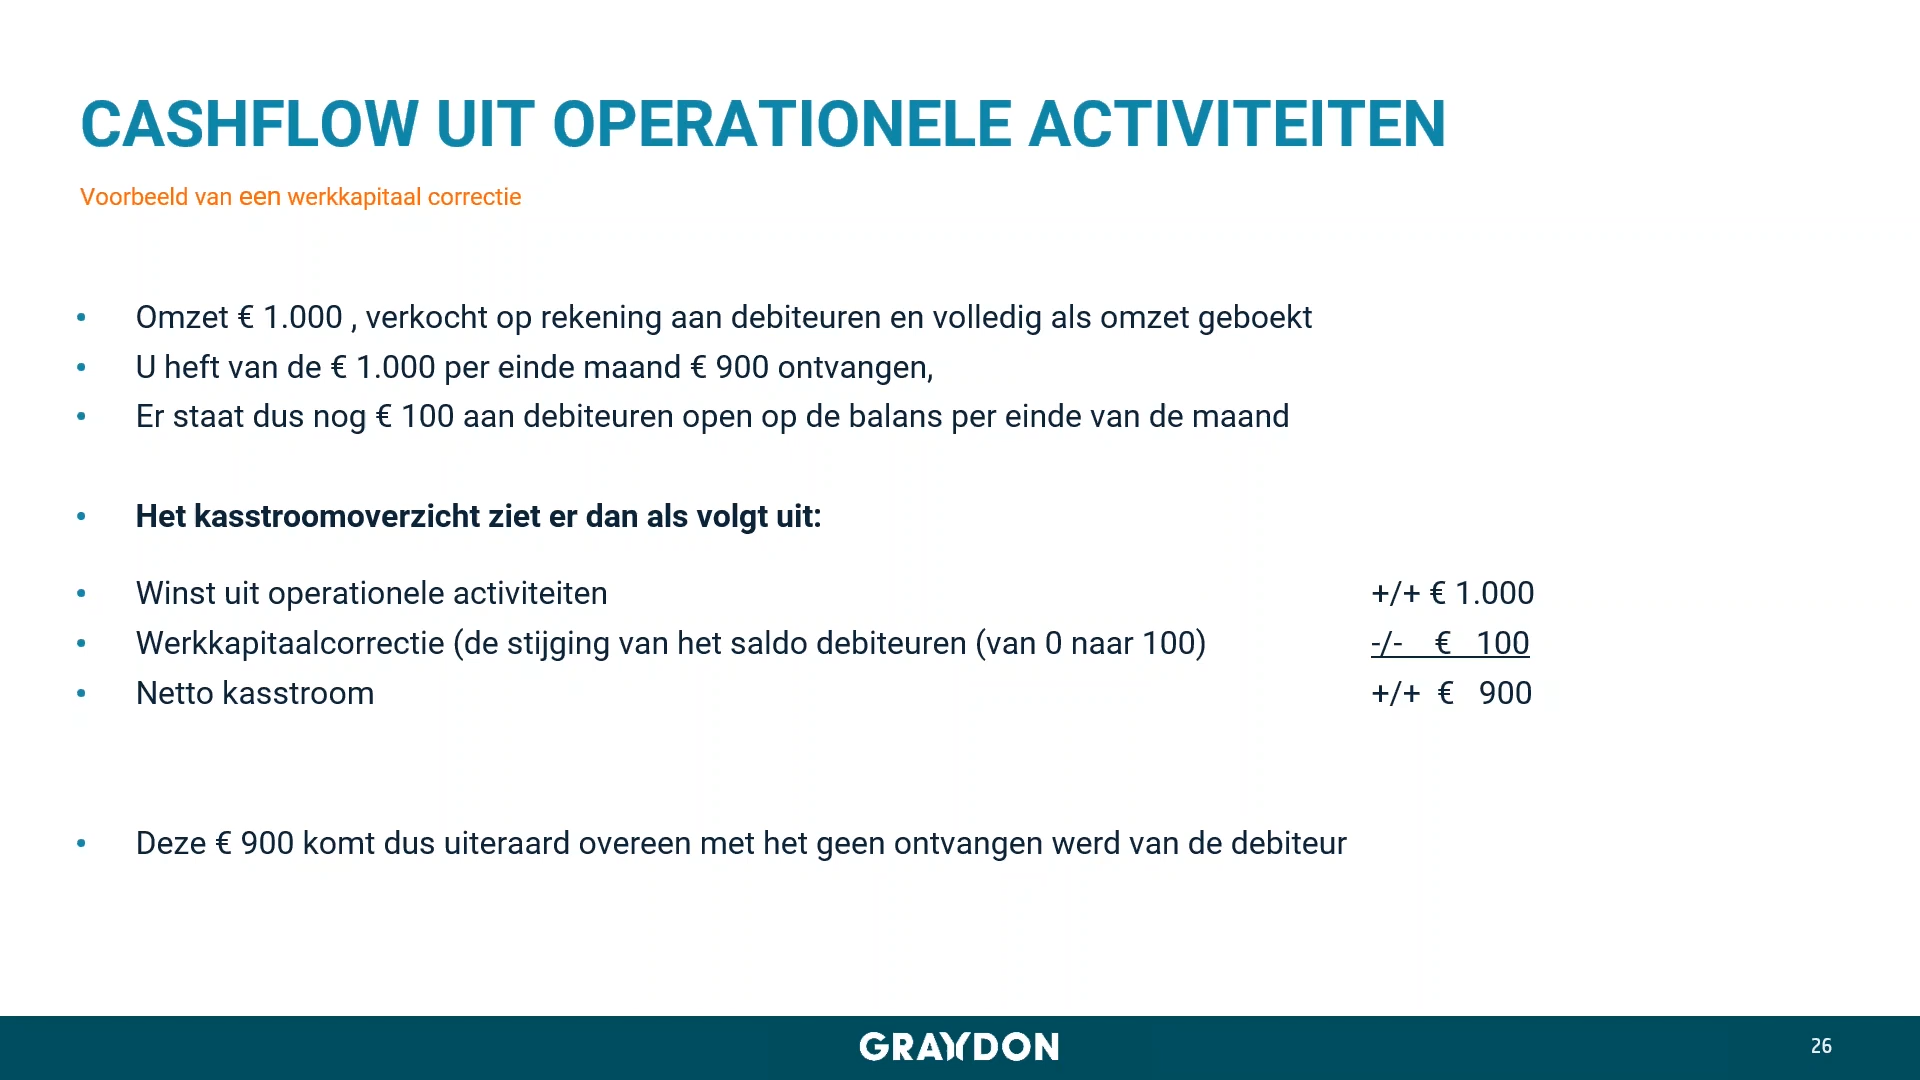 CASHFLOW UIT OPERATIONELE ACTIVITEITEN
Voorbeeld van een werkkapitaal correctie
• Omzet € 1.000 , verkocht op rekening aan debiteuren en volledig als omzet geboekt
• U heft van de € 1.000 per einde maand € 900 ontvangen,
• Er staat dus nog € 100 aan debiteuren open op de balans per einde van de maand
• Het kasstroomoverzicht ziet er dan als volgt uit:
• Winst uit operationele activiteiten +/+ € 1.000
• Werkkapitaalcorrectie (de stijging van het saldo debiteuren (van 0 naar 100) -/- € 100
• Netto kasstroom +/+ € 900
• Deze € 900 komt dus uiteraard overeen met het geen ontvangen werd van de debiteur
GRAYDON
26